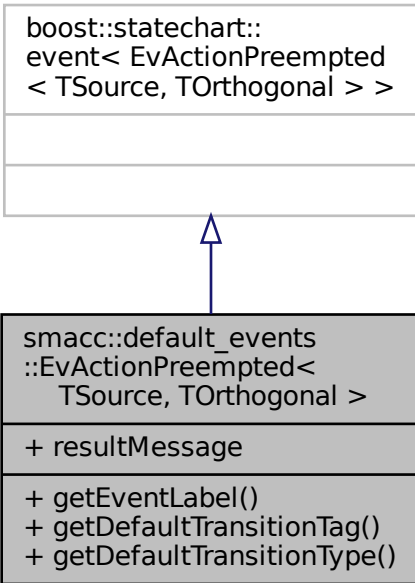 boost::statechart::
event< EvActionPreempted
< TSource, TOrthogonal > >
smacc::default_events
::EvActionPreempted<
TSource, TOrthogonal >
+ resultMessage
+ getEventLabel()
+ getDefaultTransitionTag()
+ getDefaultTransitionType()